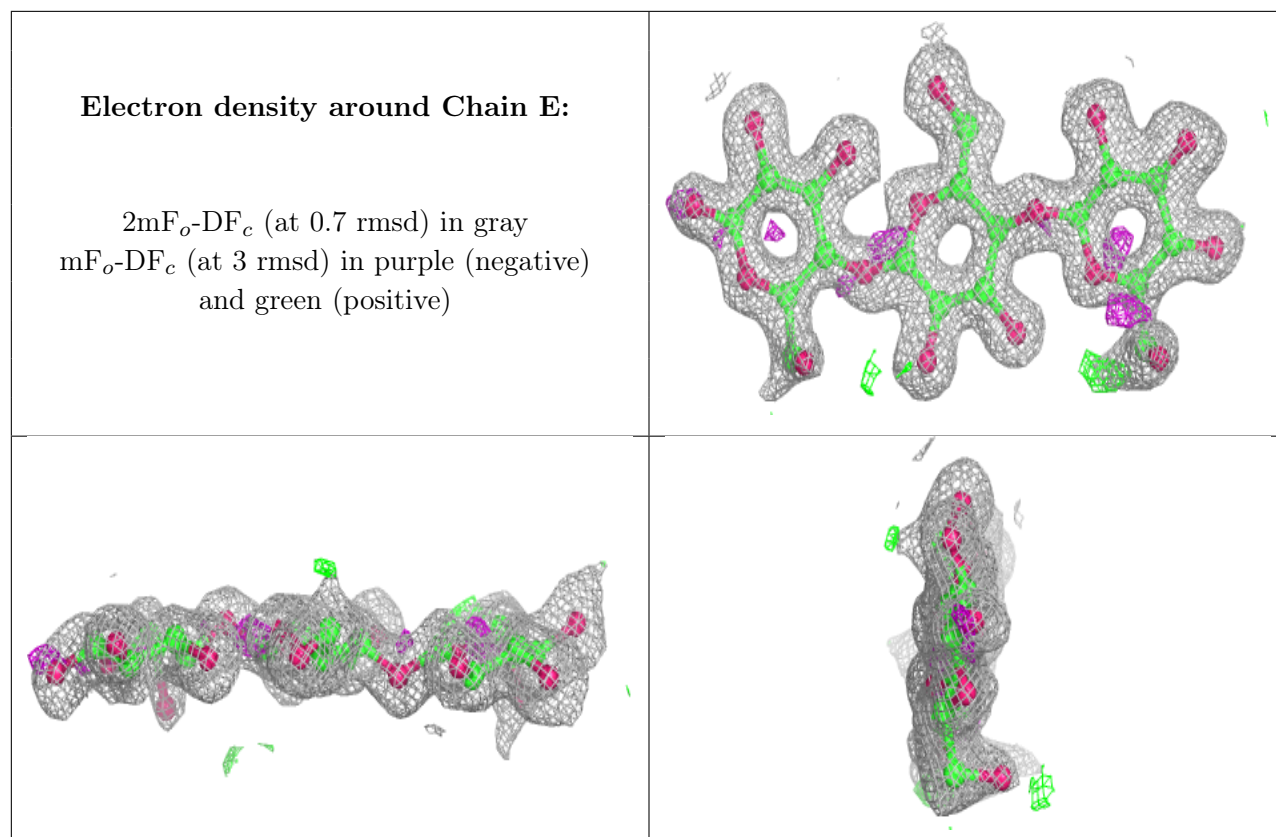 Electron density around Chain E:
2mFₒ-DF𝑐 (at 0.7 rmsd) in gray
mFₒ-DF𝑐 (at 3 rmsd) in purple (negative)
and green (positive)